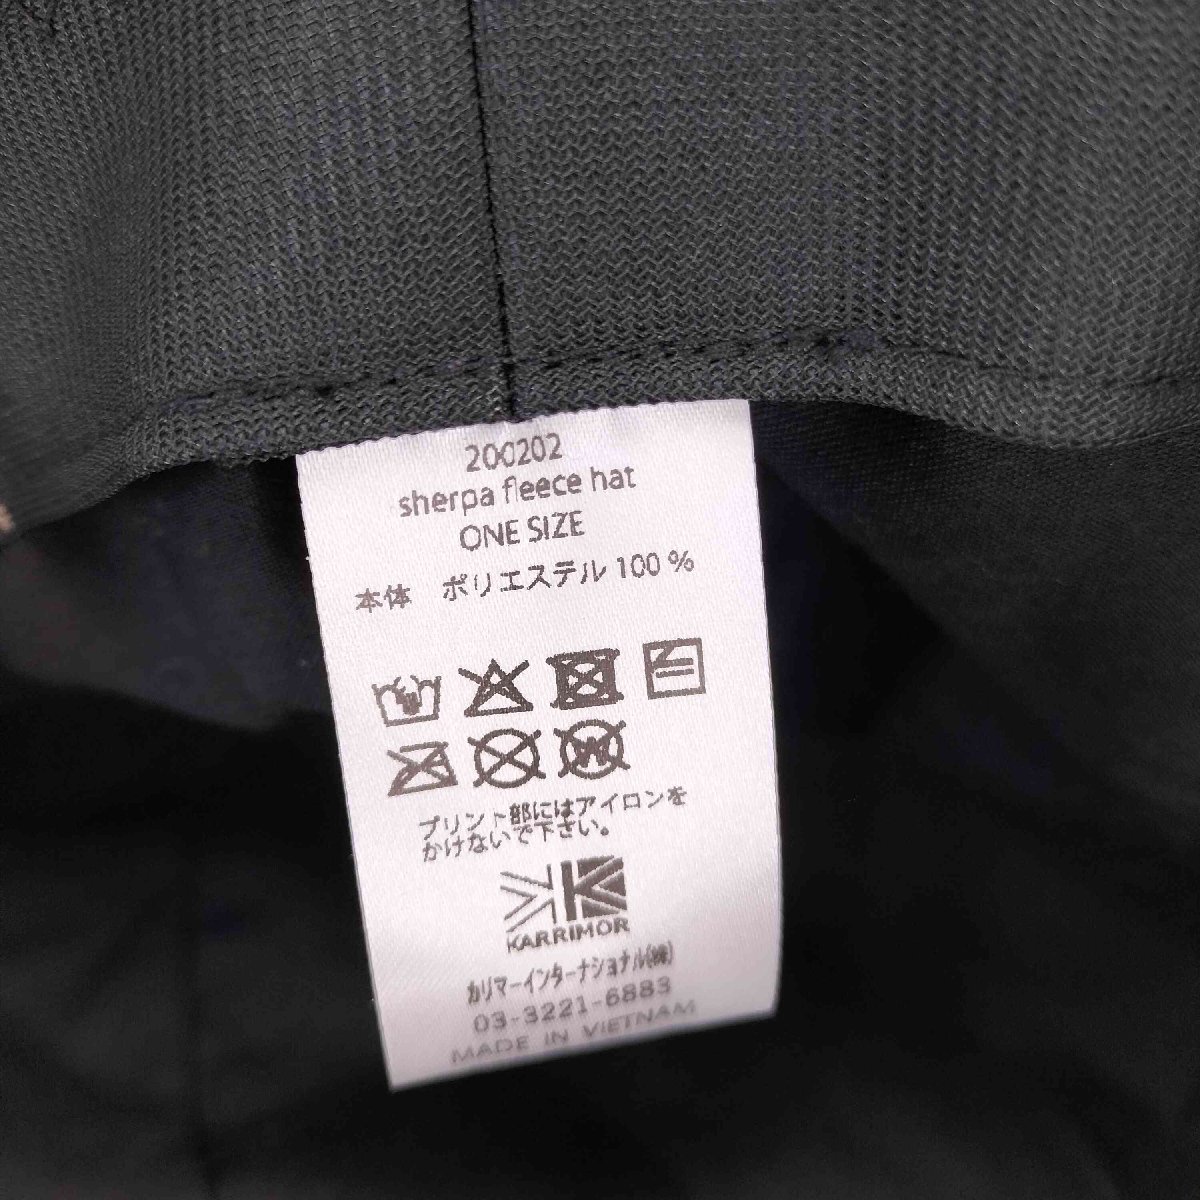 200202
sherpa fleece hat
ONE SIZE
本体 ポリエステル 100 %
W
プリント部にはアイロンを
かけないで下さい。
KARRIMOR
カリマーインターナショナル(株)
03-3221-6883
MADE IN VIETNAM